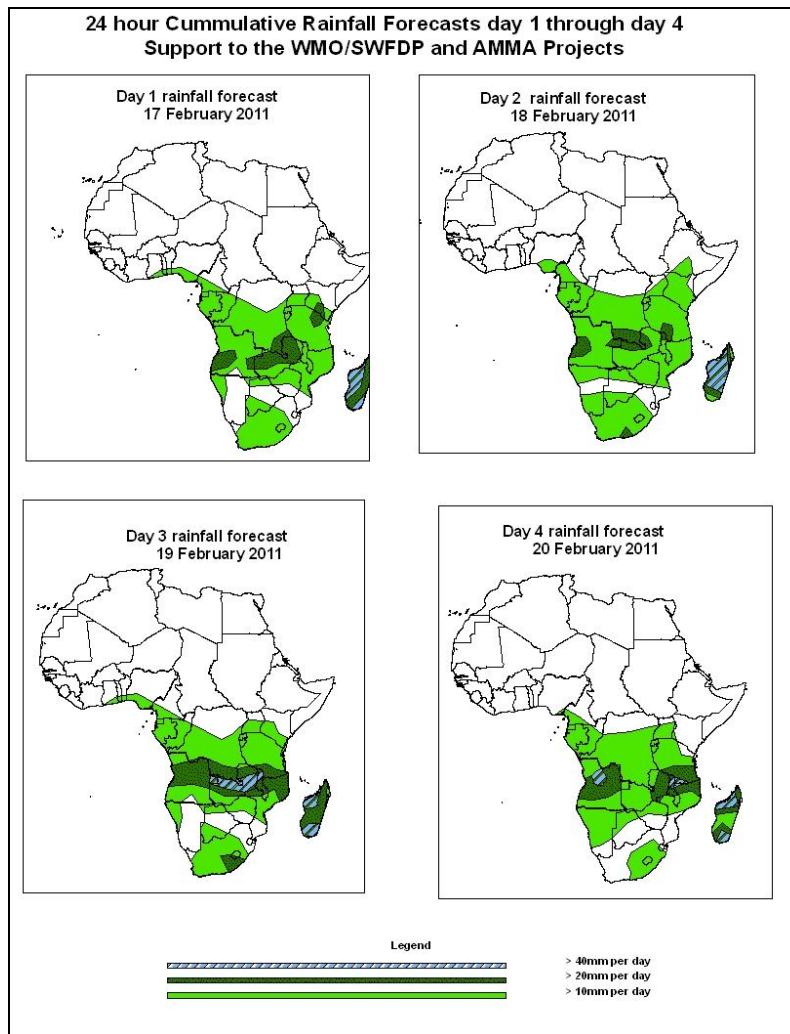 24 hour Cummulative Rainfall Forecasts day 1 through day 4
Support to the WMO/SWFDP and AMMA Projects
Day 1 rainfall forecast
17 February 2011
Day 2 rainfall forecast
18 February 2011
Day 3 rainfall forecast
19 February 2011
Day 4 rainfall forecast
20 February 2011
Legend
> 40mm per day
> 20mm per day
> 10mm per day